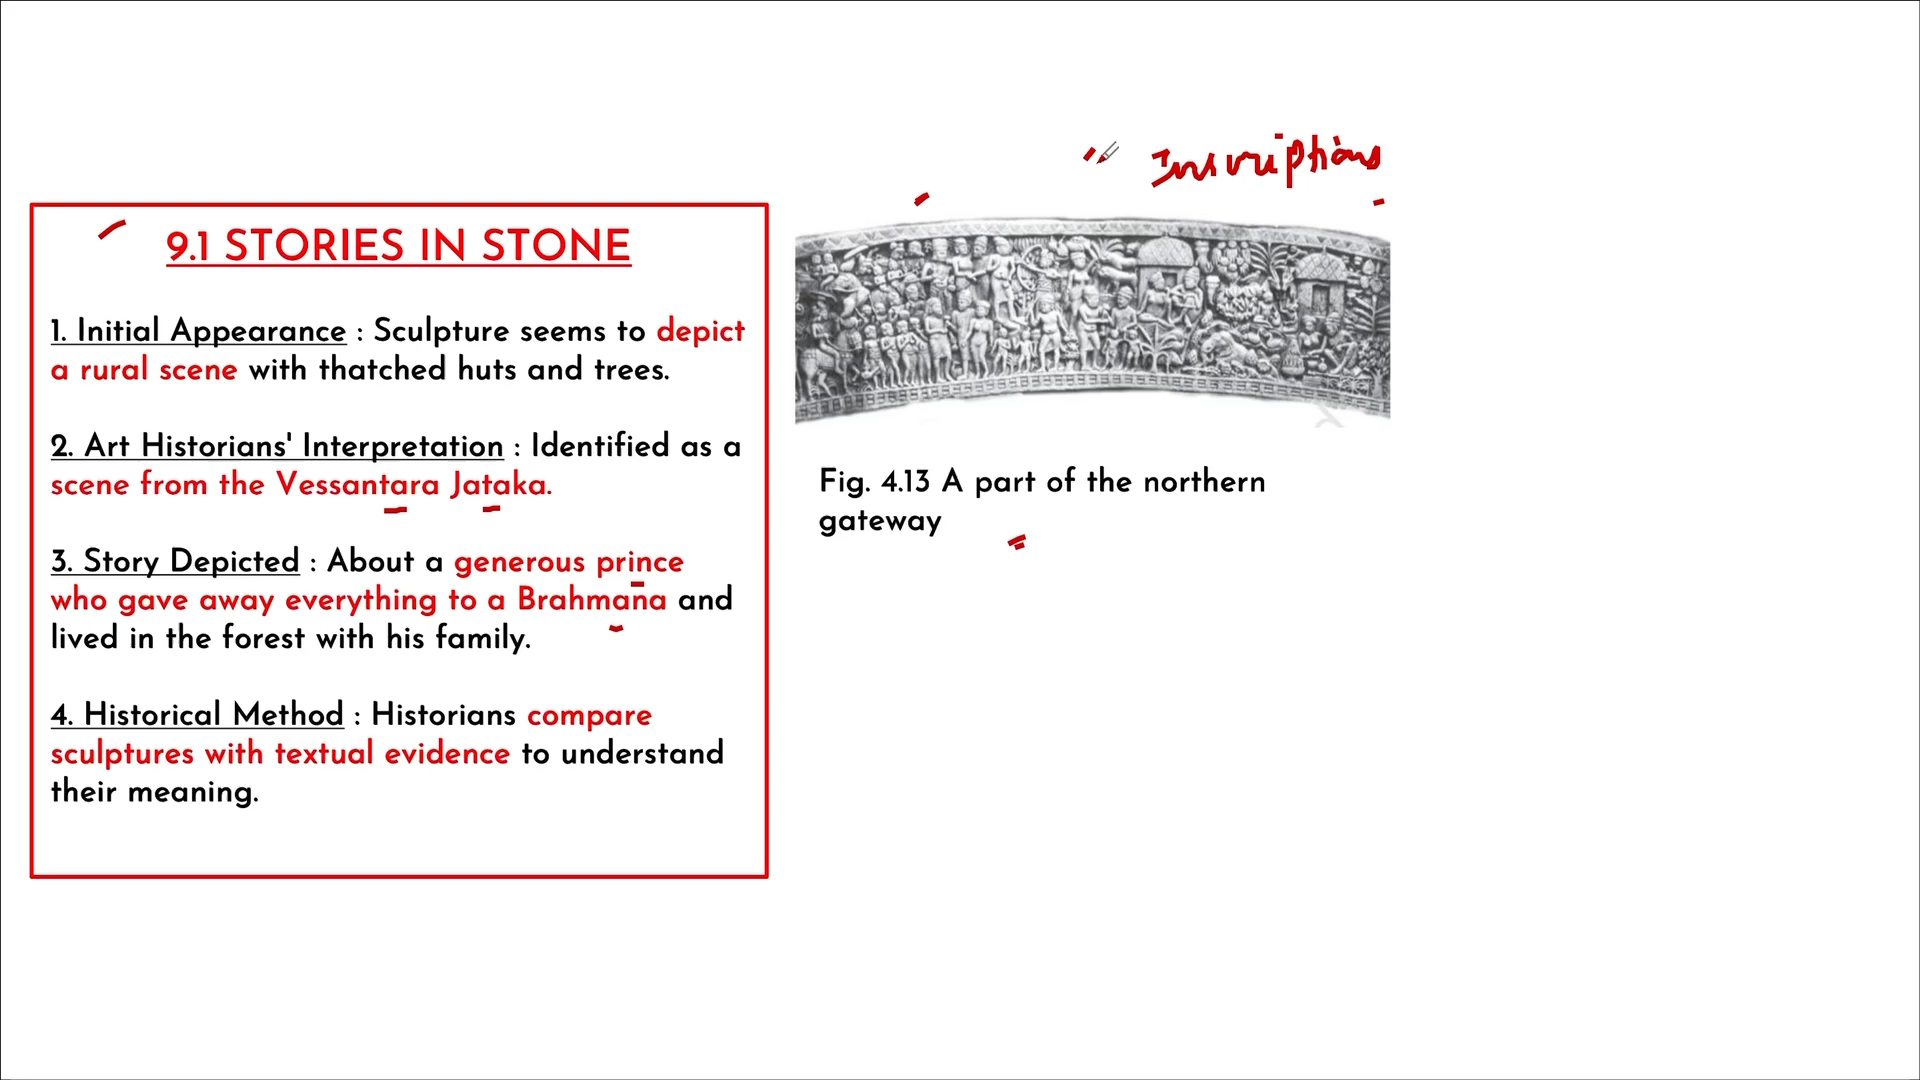 Inscriptions
9.1 STORIES IN STONE
1. Initial Appearance : Sculpture seems to depict
a rural scene with thatched huts and trees.
2. Art Historians' Interpretation : Identified as a
scene from the Vessantara Jataka.
3. Story Depicted : About a generous prince
who gave away everything to a Brahmana and
lived in the forest with his family.
4. Historical Method : Historians compare
sculptures with textual evidence to understand
their meaning.
Fig. 4.13 A part of the northern
gateway